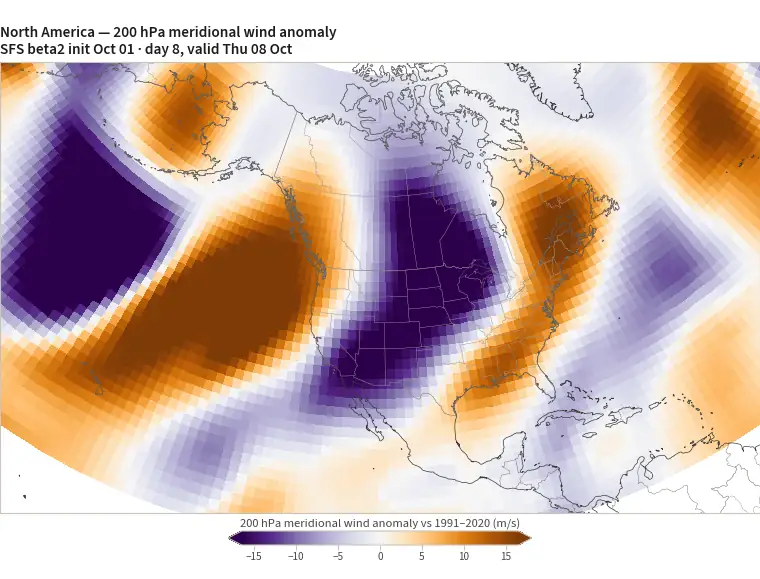 North America — 200 hPa meridional wind anomaly
SFS beta2 init Oct 01 · day 8, valid Thu 08 Oct
200 hPa meridional wind anomaly vs 1991–2020 (m/s)
−15 −10 −5 0 5 10 15